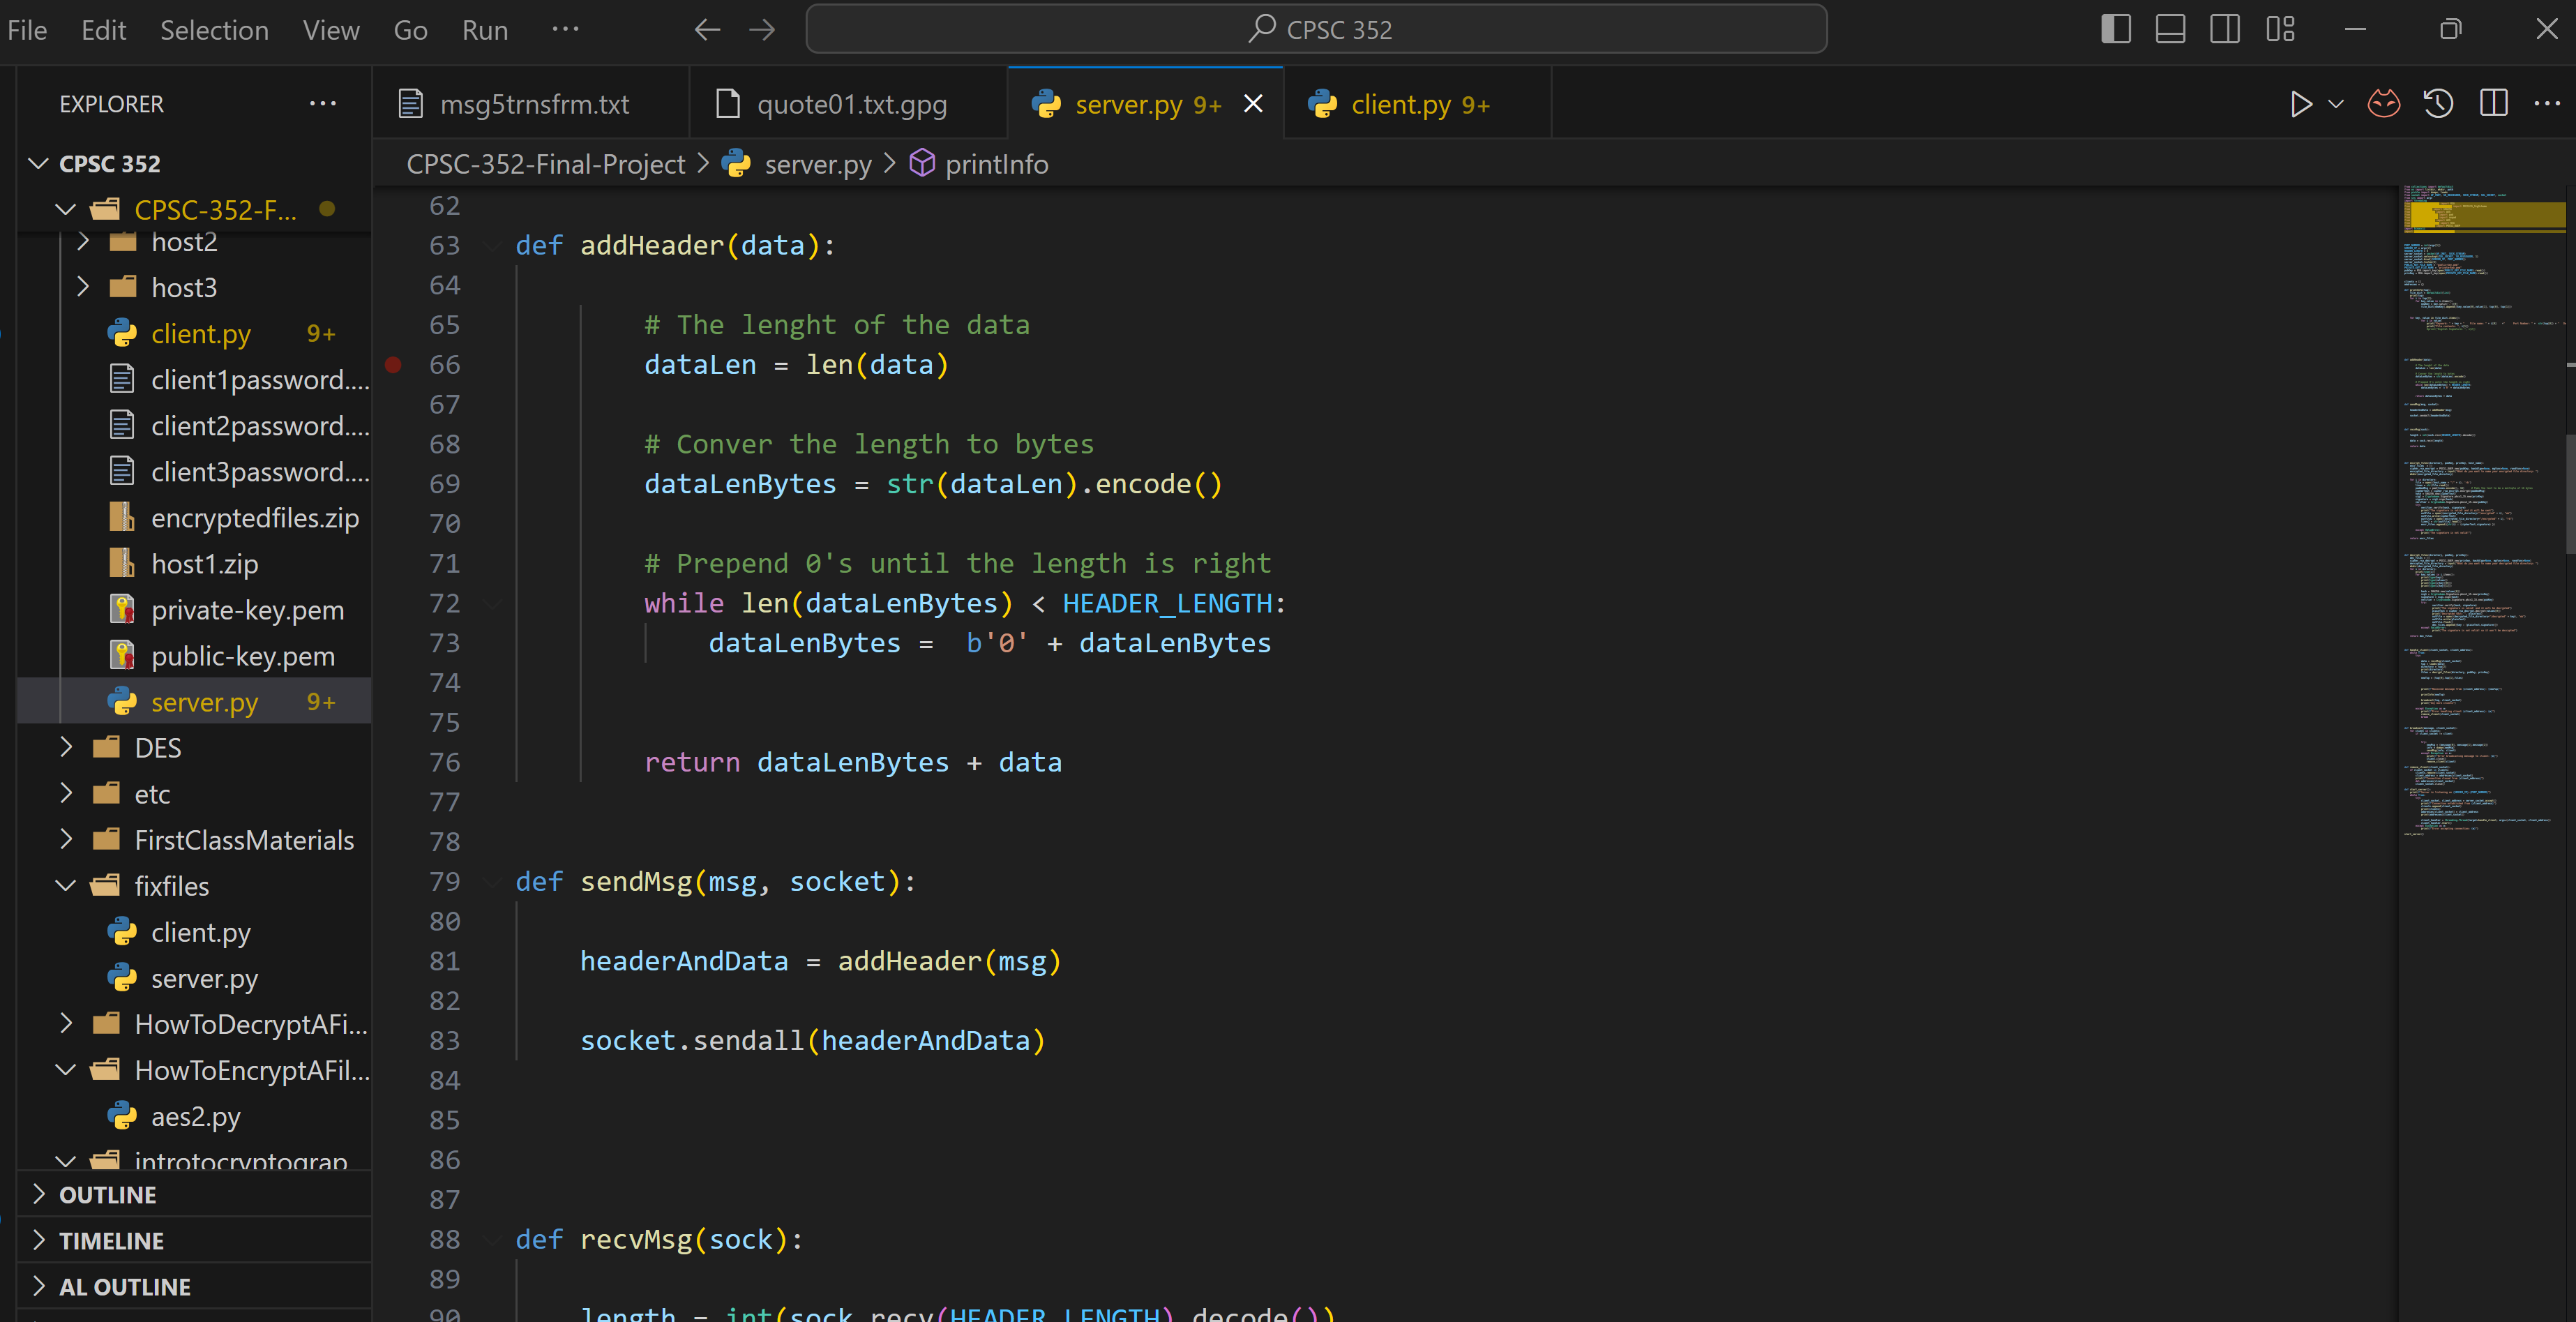 File Edit Selection View Go Run ··· CPSC 352
EXPLORER ···
CPSC 352
CPSC-352-F...
host2
host3
client.py 9+
client1password....
client2password....
client3password....
encryptedfiles.zip
host1.zip
private-key.pem
public-key.pem
server.py 9+
DES
etc
FirstClassMaterials
fixfiles
client.py
server.py
HowToDecryptAFi...
HowToEncryptAFil...
aes2.py
introtocryptograp
OUTLINE
TIMELINE
AL OUTLINE
msg5trnsfrm.txt quote01.txt.gpg server.py 9+ client.py 9+
CPSC-352-Final-Project > server.py > printInfo
62
63 def addHeader(data):
64
65 # The lenght of the data
66 dataLen = len(data)
67
68 # Conver the length to bytes
69 dataLenBytes = str(dataLen).encode()
70
71 # Prepend 0's until the length is right
72 while len(dataLenBytes) < HEADER_LENGTH:
73 dataLenBytes =  b'0' + dataLenBytes
74
75
76 return dataLenBytes + data
77
78
79 def sendMsg(msg, socket):
80
81 headerAndData = addHeader(msg)
82
83 socket.sendall(headerAndData)
84
85
86
87
88 def recvMsg(sock):
89
90 length = int(sock.recv(HEADER_LENGTH).decode())